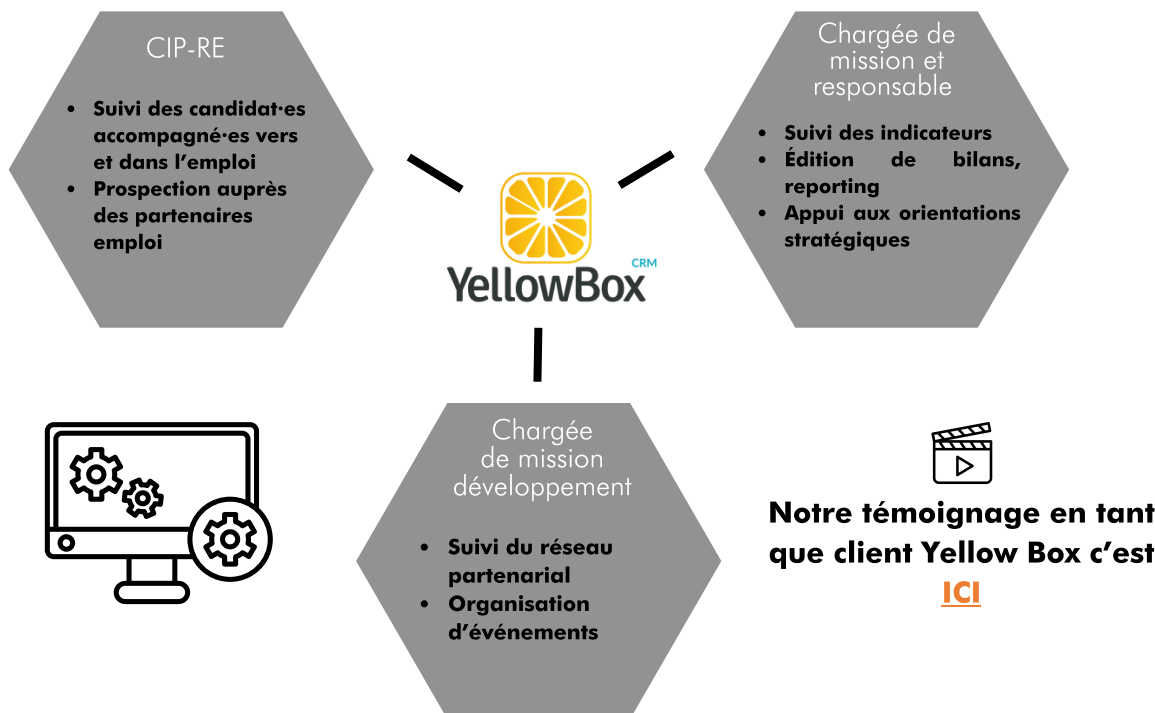 CIP-RE
• Suivi des candidat·es
accompagné·es vers
et dans l’emploi
• Prospection auprès
des partenaires
emploi
Chargée de
mission et
responsable
• Suivi des indicateurs
• Édition de bilans,
reporting
• Appui aux orientations
stratégiques
CRM
YellowBox
Chargée
de mission
développement
• Suivi du réseau
partenarial
• Organisation
d’événements
Notre témoignage en tant
que client Yellow Box c’est
ICI